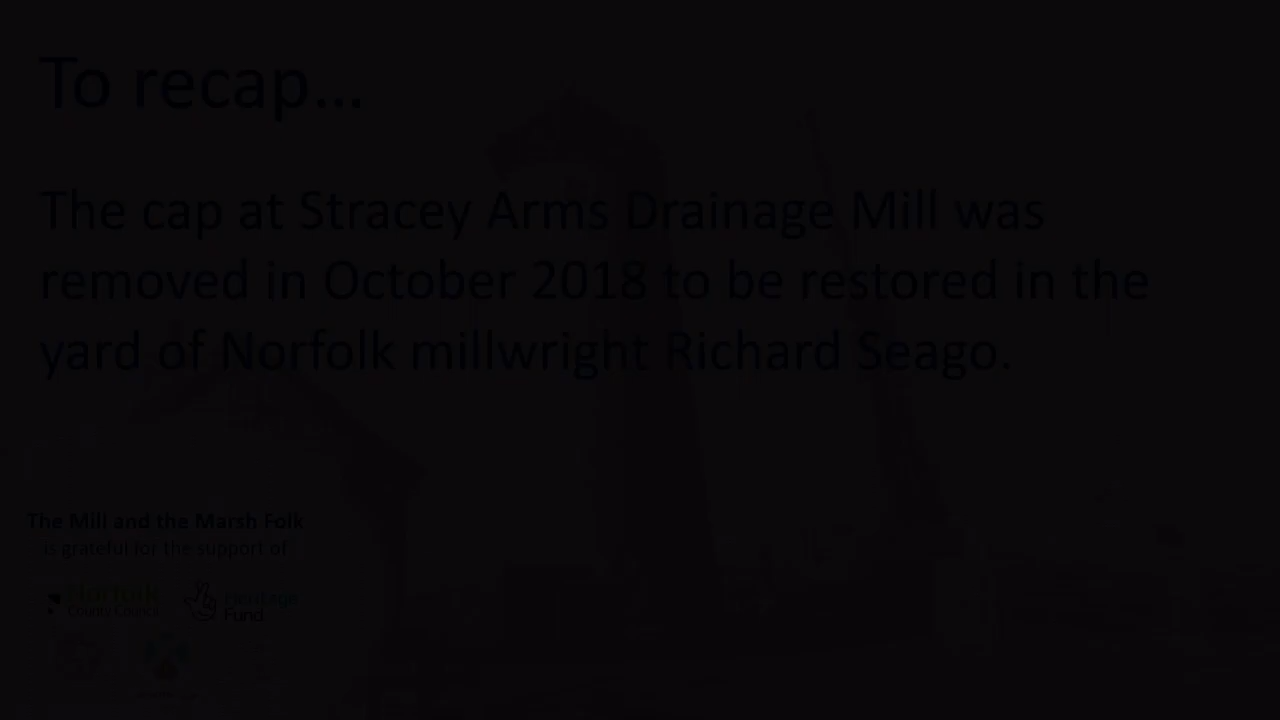 To recap...
The cap at Stracey Arms Drainage Mill was
removed in October 2018 to be restored in the
yard of Norfolk millwright Richard Seago.
The Mill and the Marsh Folk
is grateful for the support of
Norfolk
County Council
Heritage
Fund